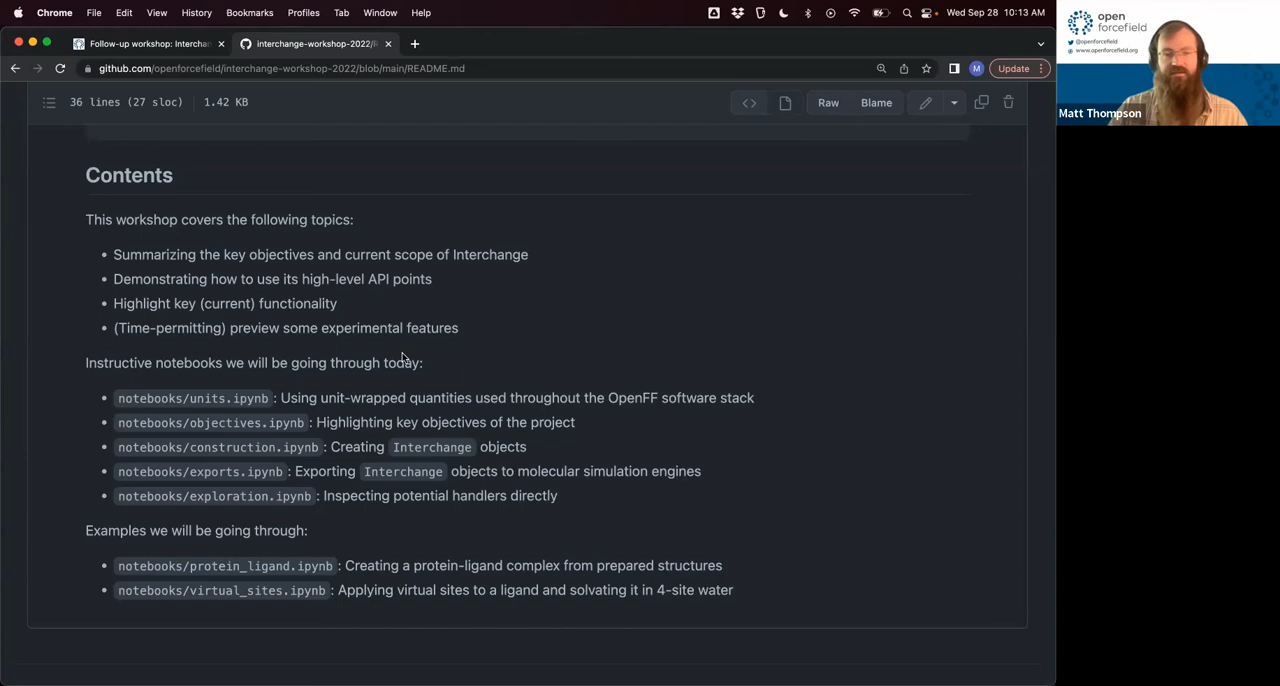 Chrome File Edit View History Bookmarks Profiles Tab Window Help Wed Sep 28 10:13 AM
Follow-up workshop: Intercha interchange-workshop-2022/R
github.com/openforcefield/interchange-workshop-2022/blob/main/README.md M Update
36 lines (27 sloc) 1.42 KB Raw Blame
Contents
This workshop covers the following topics:
• Summarizing the key objectives and current scope of Interchange
• Demonstrating how to use its high-level API points
• Highlight key (current) functionality
• (Time-permitting) preview some experimental features
Instructive notebooks we will be going through today:
• notebooks/units.ipynb : Using unit-wrapped quantities used throughout the OpenFF software stack
• notebooks/objectives.ipynb : Highlighting key objectives of the project
• notebooks/construction.ipynb : Creating Interchange objects
• notebooks/exports.ipynb : Exporting Interchange objects to molecular simulation engines
• notebooks/exploration.ipynb : Inspecting potential handlers directly
Examples we will be going through:
• notebooks/protein_ligand.ipynb : Creating a protein-ligand complex from prepared structures
• notebooks/virtual_sites.ipynb : Applying virtual sites to a ligand and solvating it in 4-site water
open
forcefield
@openforcefield
www.openforcefield.org
Matt Thompson